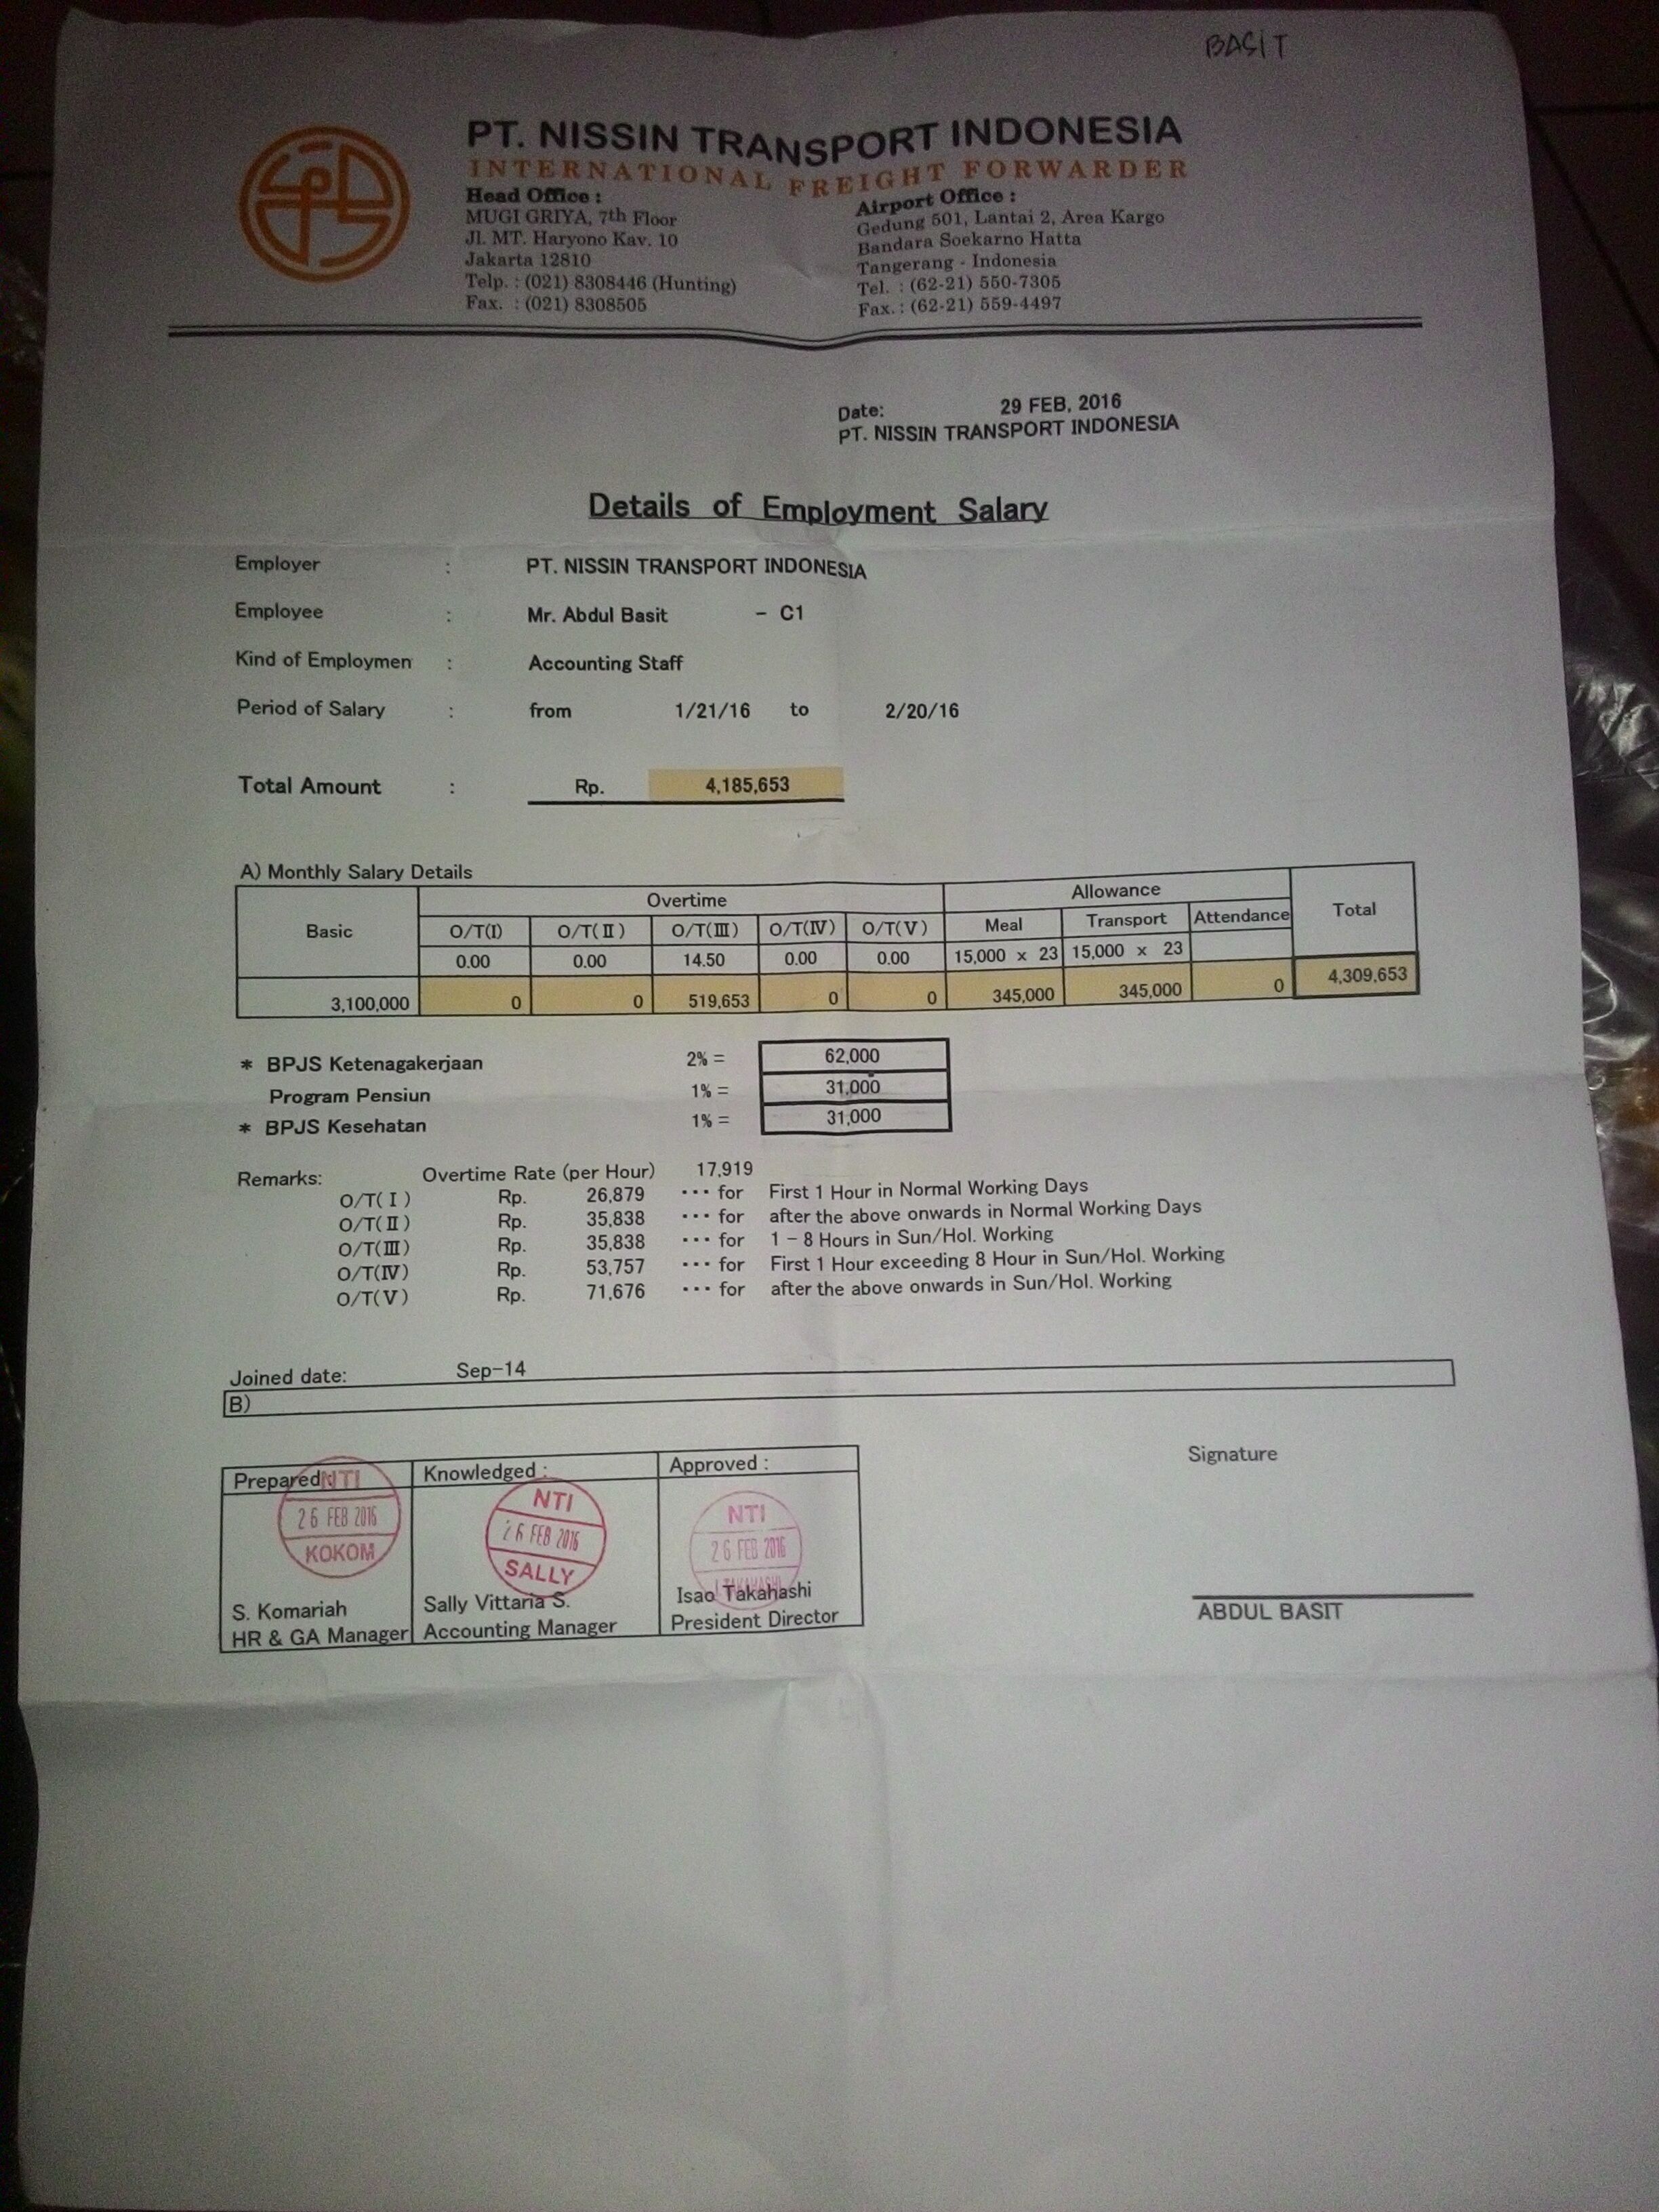 BASIT
PT. NISSIN TRANSPORT INDONESIA
INTERNATIONAL FREIGHT FORWARDER
Head Office :
MUGI GRIYA, 7th Floor
Jl. MT. Haryono Kav. 10
Jakarta 12810
Telp. : (021) 8308446 (Hunting)
Fax. : (021) 8308505
Airport Office :
Gedung 501, Lantai 2, Area Kargo
Bandara Soekarno Hatta
Tangerang - Indonesia
Tel. : (62-21) 550-7305
Fax. : (62-21) 559-4497
Date: 29 FEB, 2016
PT. NISSIN TRANSPORT INDONESIA
Details of Employment Salary
Employer : PT. NISSIN TRANSPORT INDONESIA
Employee : Mr. Abdul Basit - C1
Kind of Employmen : Accounting Staff
Period of Salary : from 1/21/16 to 2/20/16
Total Amount : Rp. 4,185,653
A) Monthly Salary Details
Basic Overtime Allowance Total
O/T(I) O/T(II) O/T(III) O/T(IV) O/T(V) Meal Transport Attendance
0.00 0.00 14.50 0.00 0.00 15,000 x 23 15,000 x 23
3,100,000 0 0 519,653 0 0 345,000 345,000 0 4,309,653
* BPJS Ketenagakerjaan 2% = 62,000
Program Pensiun 1% = 31,000
* BPJS Kesehatan 1% = 31,000
Remarks: Overtime Rate (per Hour) 17,919
O/T(I) Rp. 26,879 ··· for First 1 Hour in Normal Working Days
O/T(II) Rp. 35,838 ··· for after the above onwards in Normal Working Days
O/T(III) Rp. 35,838 ··· for 1 - 8 Hours in Sun/Hol. Working
O/T(IV) Rp. 53,757 ··· for First 1 Hour exceeding 8 Hour in Sun/Hol. Working
O/T(V) Rp. 71,676 ··· for after the above onwards in Sun/Hol. Working
Joined date: Sep-14
B)
Prepared : Knowledged : Approved :
NTI
26 FEB 2016
KOKOM
NTI
26 FEB 2016
SALLY
NTI
26 FEB 2016
I TAKAHASHI
S. Komariah
HR & GA Manager
Sally Vittaria S.
Accounting Manager
Isao Takahashi
President Director
Signature
ABDUL BASIT